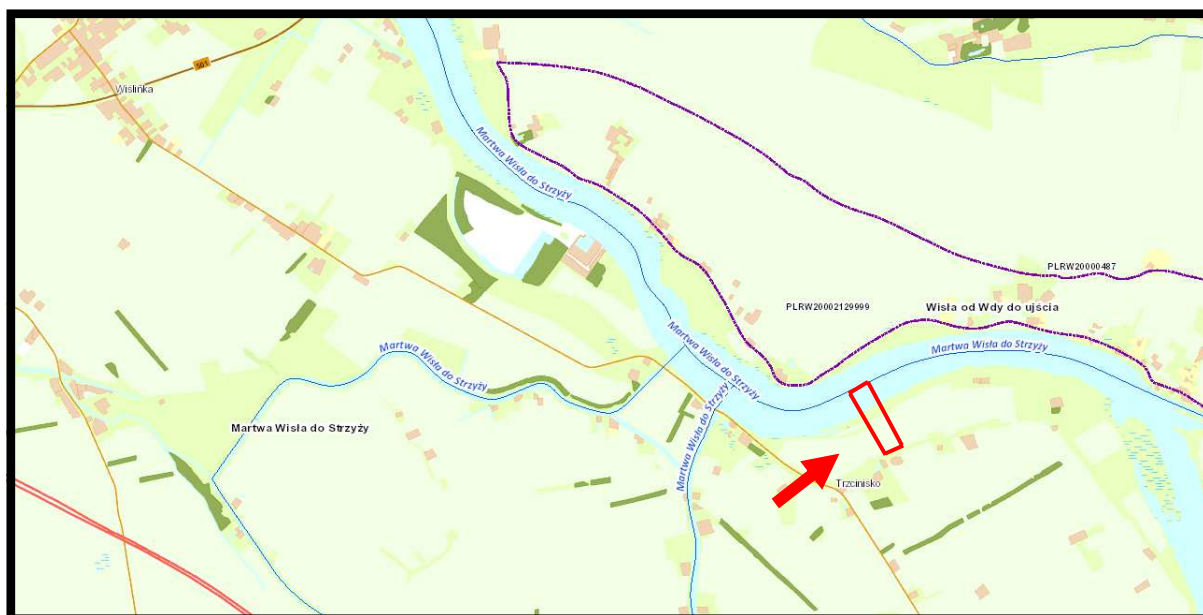 501
Wiślinka
Martwa Wisła do Strzyży
PLRW20000487
PLRW20002129999
Wisła od Wdy do ujścia
Martwa Wisła do Strzyży
Martwa Wisła do Strzyży
Martwa Wisła do Strzyży
Martwa Wisła do Strzyży
Martwa Wisła do Strzyży
Trzcinisko